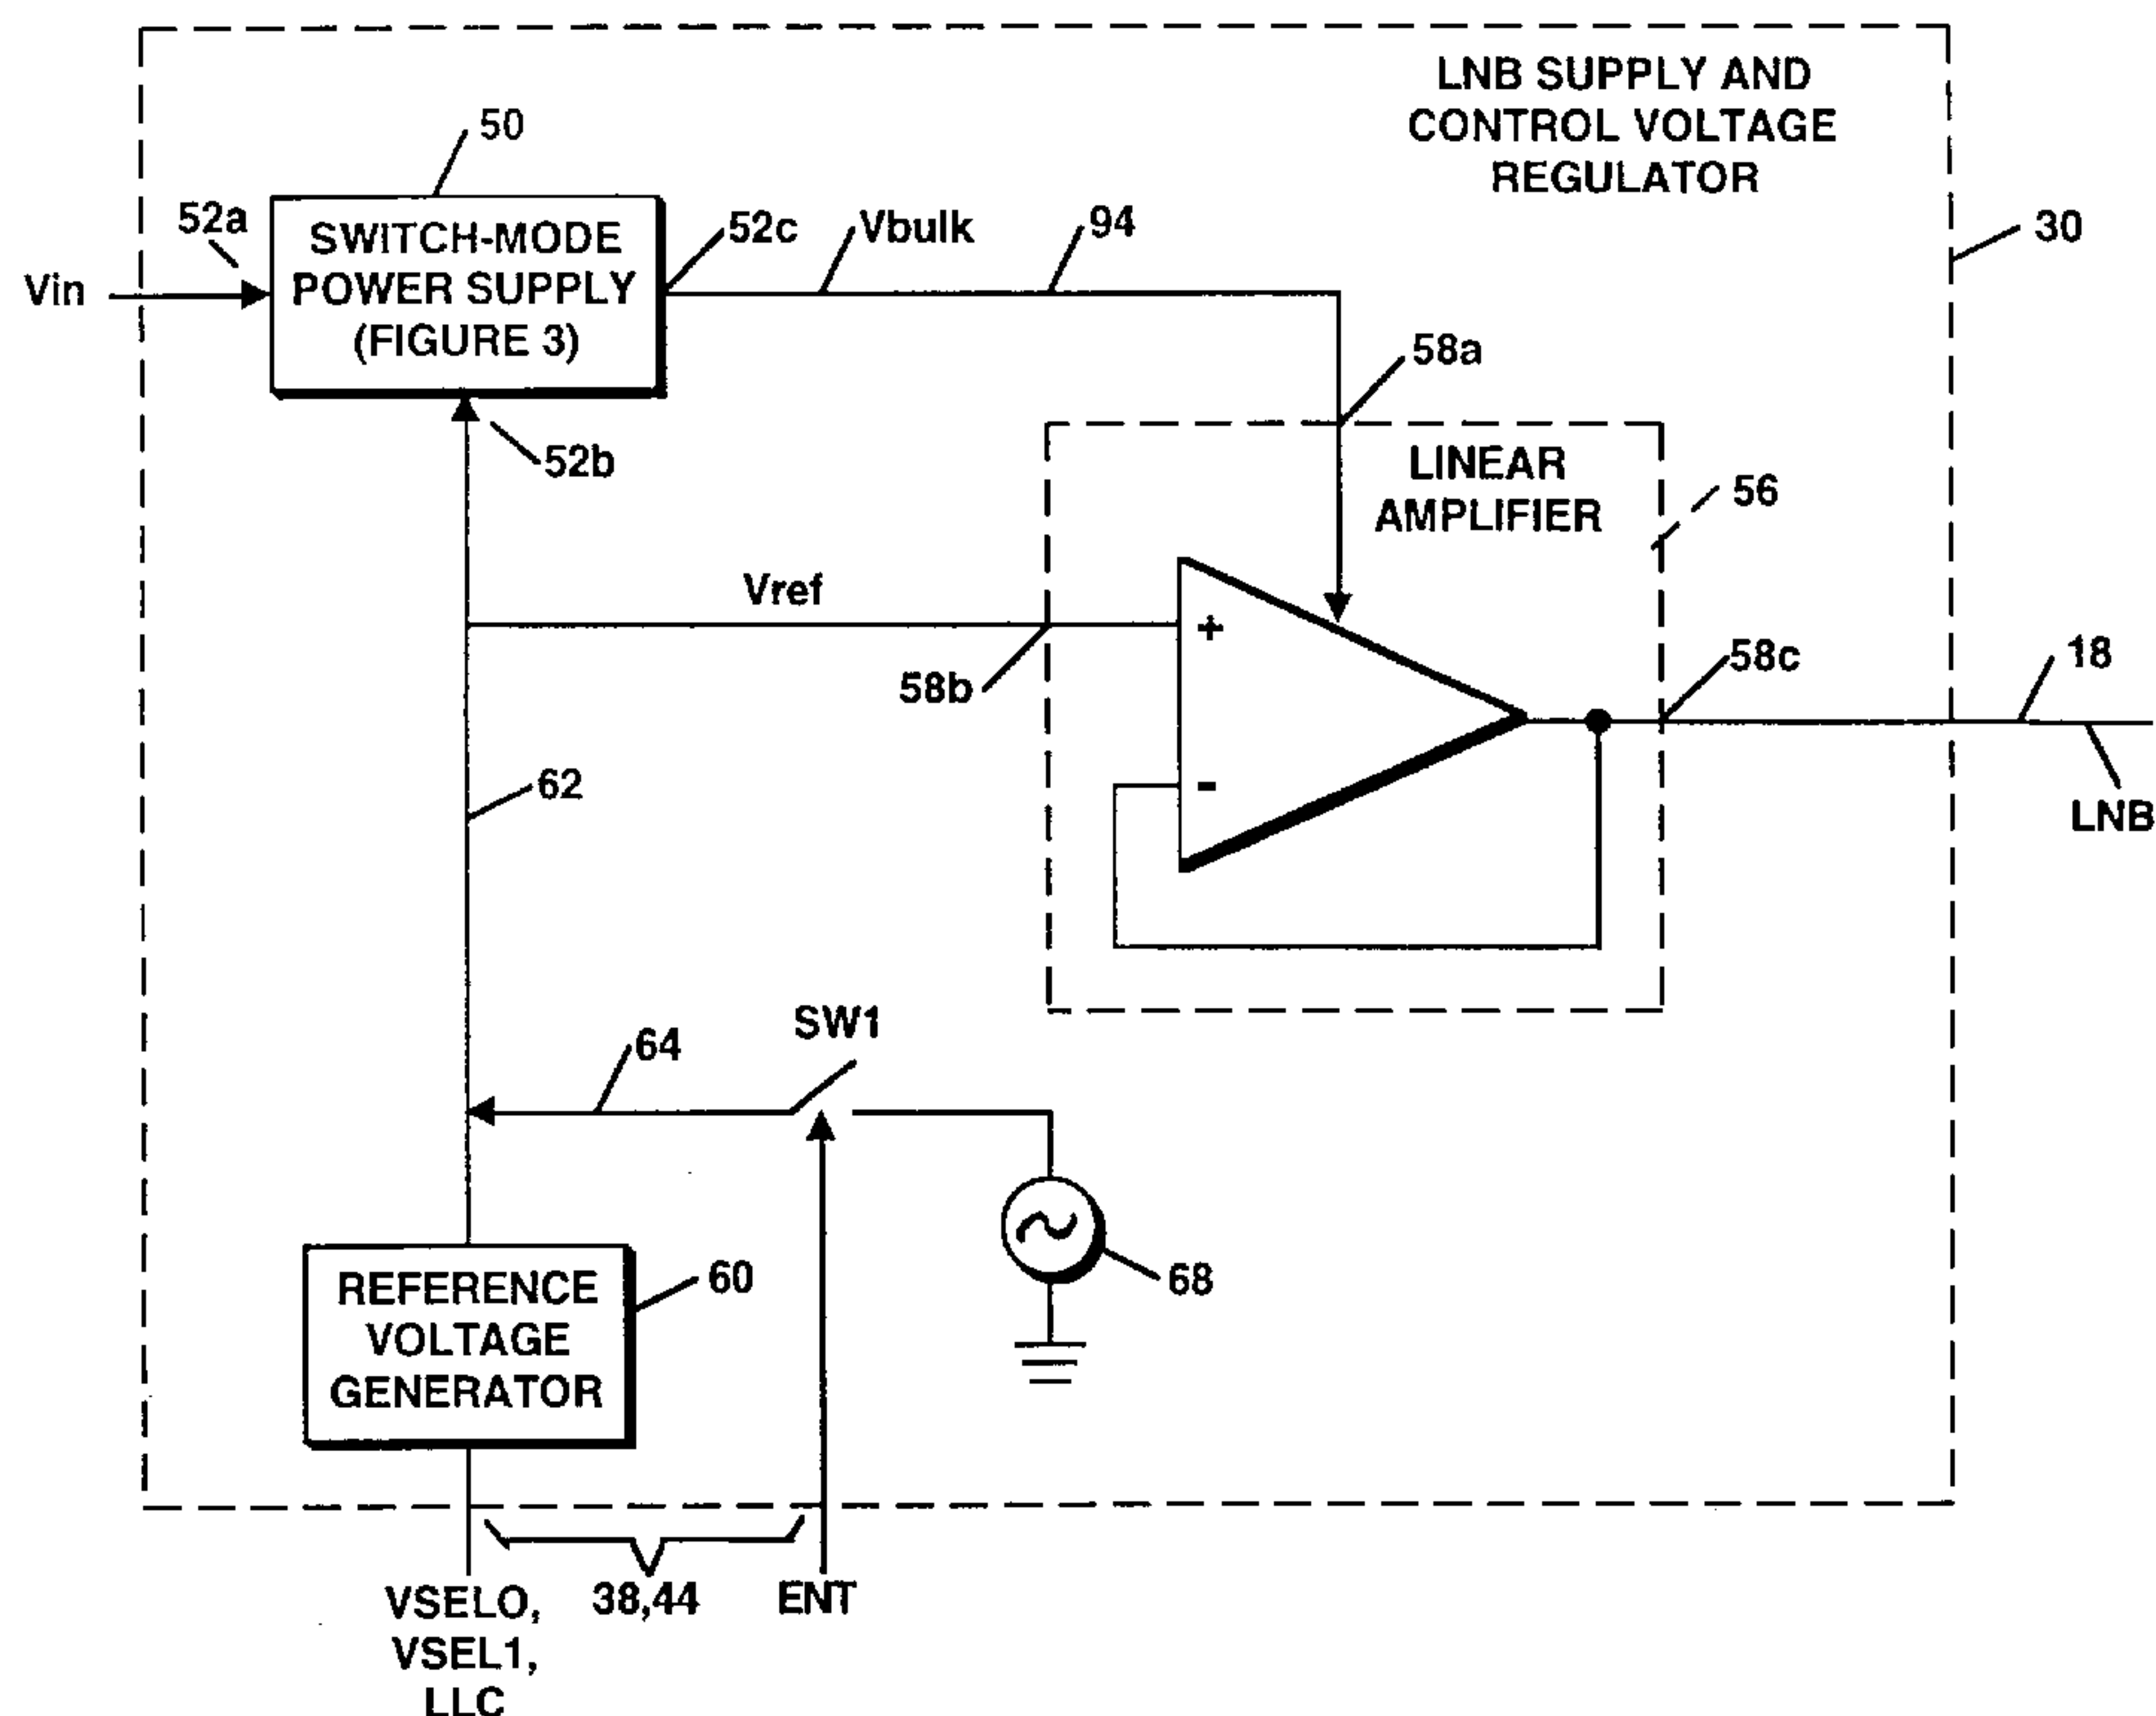 LNB SUPPLY AND
CONTROL VOLTAGE
REGULATOR
30
50
52a
Vin
SWITCH-MODE
POWER SUPPLY
(FIGURE 3)
52c
Vbulk
94
52b
58a
LINEAR
AMPLIFIER
56
Vref
58b
+
-
58c
18
LNB
62
64
SW1
68
REFERENCE
VOLTAGE
GENERATOR
60
38,44
ENT
VSELO,
VSEL1,
LLC